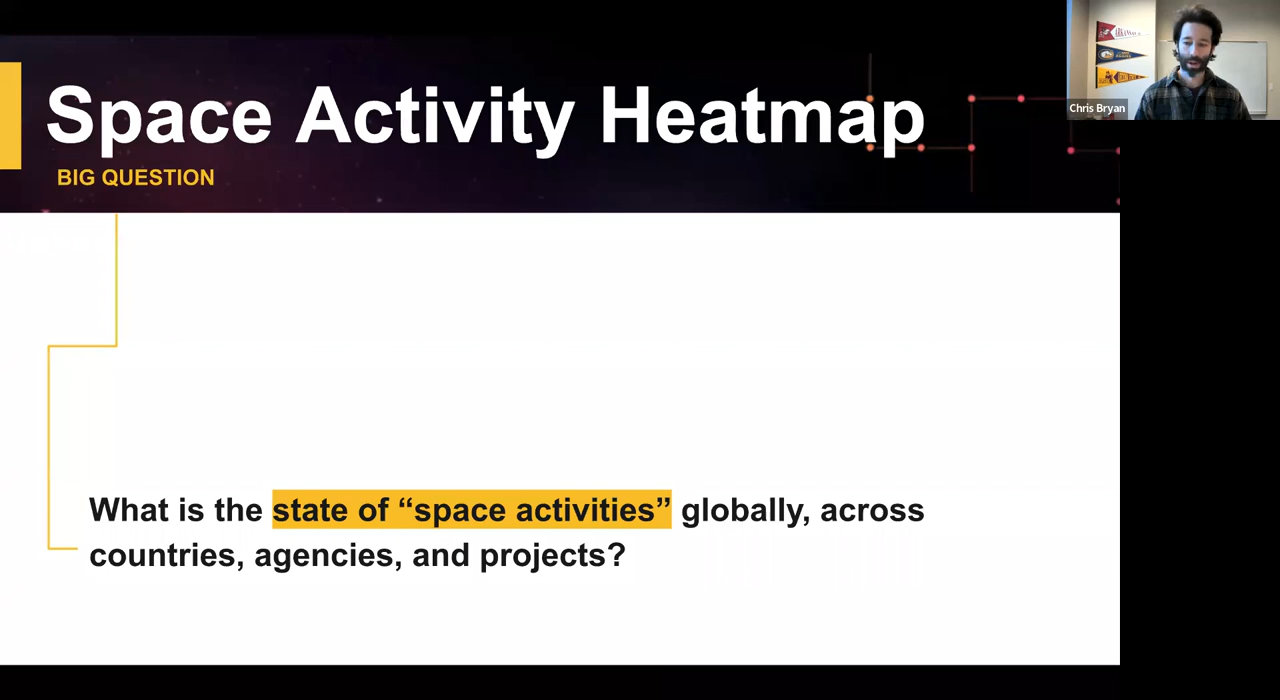 Space Activity Heatmap
BIG QUESTION
Chris Bryan
What is the state of “space activities” globally, across
countries, agencies, and projects?